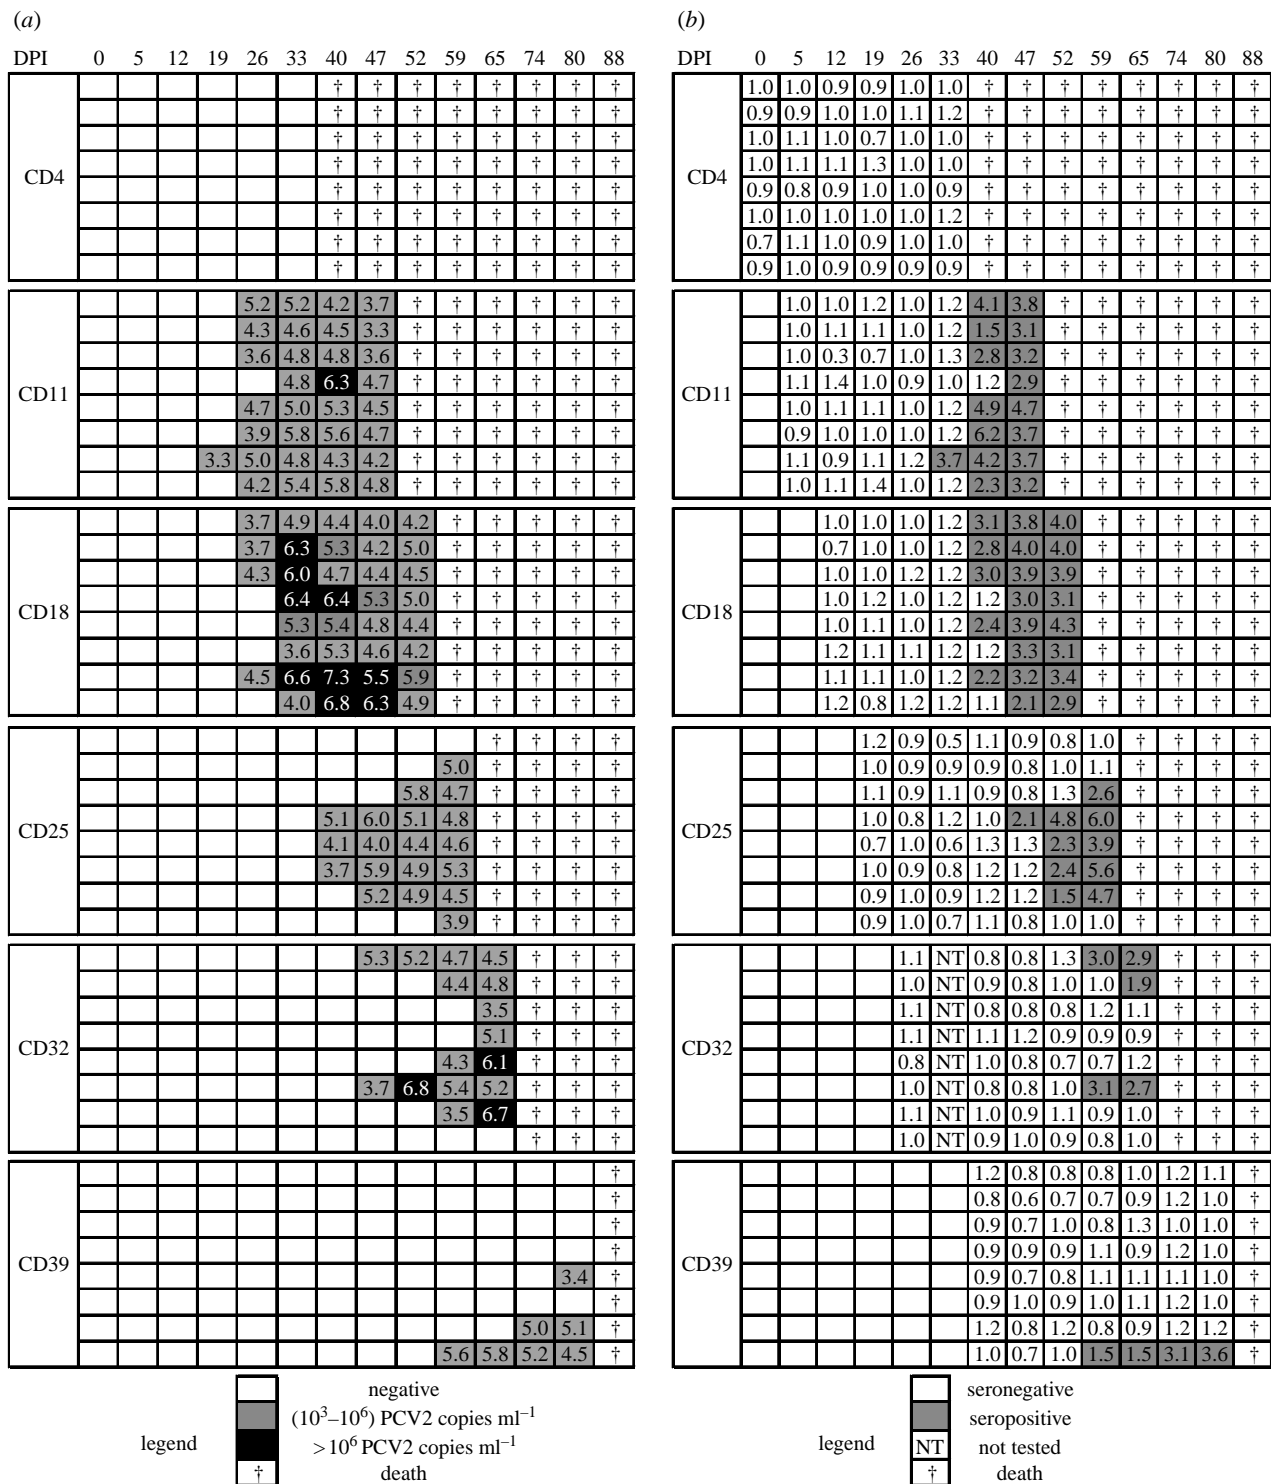 (a) (b)
DPI 0 5 12 19 26 33 40 47 52 59 65 74 80 88 DPI 0 5 12 19 26 33 40 47 52 59 65 74 80 88
† † † † † † † † 1.0 1.0 0.9 0.9 1.0 1.0 † † † † † † † †
† † † † † † † † 0.9 0.9 1.0 1.0 1.1 1.2 † † † † † † † †
† † † † † † † † 1.0 1.1 1.0 0.7 1.0 1.0 † † † † † † † †
† † † † † † † † 1.0 1.1 1.1 1.3 1.0 1.0 † † † † † † † †
CD4 CD4
† † † † † † † † 0.9 0.8 0.9 1.0 1.0 0.9 † † † † † † † †
† † † † † † † † 1.0 1.0 1.0 1.0 1.0 1.2 † † † † † † † †
† † † † † † † † 0.7 1.1 1.0 0.9 1.0 1.0 † † † † † † † †
† † † † † † † † 0.9 1.0 0.9 0.9 0.9 0.9 † † † † † † † †
5.2 5.2 4.2 3.7 † † † † † † 1.0 1.0 1.2 1.0 1.2 4.1 3.8 † † † † † †
4.3 4.6 4.5 3.3 † † † † † † 1.0 1.1 1.1 1.0 1.2 1.5 3.1 † † † † † †
3.6 4.8 4.8 3.6 † † † † † † 1.0 0.3 0.7 1.0 1.3 2.8 3.2 † † † † † †
4.8 6.3 4.7 † † † † † † 1.1 1.4 1.0 0.9 1.0 1.2 2.9 † † † † † †
CD11 CD11
4.7 5.0 5.3 4.5 † † † † † † 1.0 1.1 1.1 1.0 1.2 4.9 4.7 † † † † † †
3.9 5.8 5.6 4.7 † † † † † † 0.9 1.0 1.0 1.0 1.2 6.2 3.7 † † † † † †
3.3 5.0 4.8 4.3 4.2 † † † † † † 1.1 0.9 1.1 1.2 3.7 4.2 3.7 † † † † † †
4.2 5.4 5.8 4.8 † † † † † † 1.0 1.1 1.4 1.0 1.2 2.3 3.2 † † † † † †
3.7 4.9 4.4 4.0 4.2 † † † † † 1.0 1.0 1.0 1.2 3.1 3.8 4.0 † † † † †
3.7 6.3 5.3 4.2 5.0 † † † † † 0.7 1.0 1.0 1.2 2.8 4.0 4.0 † † † † †
4.3 6.0 4.7 4.4 4.5 † † † † † 1.0 1.0 1.2 1.2 3.0 3.9 3.9 † † † † †
6.4 6.4 5.3 5.0 † † † † † 1.0 1.2 1.0 1.2 1.2 3.0 3.1 † † † † †
CD18 CD18
5.3 5.4 4.8 4.4 † † † † † 1.0 1.1 1.0 1.2 2.4 3.9 4.3 † † † † †
3.6 5.3 4.6 4.2 † † † † † 1.2 1.1 1.1 1.2 1.2 3.3 3.1 † † † † †
4.5 6.6 7.3 5.5 5.9 † † † † † 1.1 1.1 1.0 1.2 2.2 3.2 3.4 † † † † †
4.0 6.8 6.3 4.9 † † † † † 1.2 0.8 1.2 1.2 1.1 2.1 2.9 † † † † †
† † † † 1.2 0.9 0.5 1.1 0.9 0.8 1.0 † † † †
5.0 † † † † 1.0 0.9 0.9 0.9 0.8 1.0 1.1 † † † †
5.8 4.7 † † † † 1.1 0.9 1.1 0.9 0.8 1.3 2.6 † † † †
5.1 6.0 5.1 4.8 † † † † 1.0 0.8 1.2 1.0 2.1 4.8 6.0 † † † †
CD25 CD25
4.1 4.0 4.4 4.6 † † † † 0.7 1.0 0.6 1.3 1.3 2.3 3.9 † † † †
3.7 5.9 4.9 5.3 † † † † 1.0 0.9 0.8 1.2 1.2 2.4 5.6 † † † †
5.2 4.9 4.5 † † † † 0.9 1.0 0.9 1.2 1.2 1.5 4.7 † † † †
3.9 † † † † 0.9 1.0 0.7 1.1 0.8 1.0 1.0 † † † †
5.3 5.2 4.7 4.5 † † † 1.1 NT 0.8 0.8 1.3 3.0 2.9 † † †
4.4 4.8 † † † 1.0 NT 0.9 0.8 1.0 1.0 1.9 † † †
3.5 † † † 1.1 NT 0.8 0.8 0.8 1.2 1.1 † † †
5.1 † † † 1.1 NT 1.1 1.2 0.9 0.9 0.9 † † †
CD32 CD32
4.3 6.1 † † † 0.8 NT 1.0 0.8 0.7 0.7 1.2 † † †
3.7 6.8 5.4 5.2 † † † 1.0 NT 0.8 0.8 1.0 3.1 2.7 † † †
3.5 6.7 † † † 1.1 NT 1.0 0.9 1.1 0.9 1.0 † † †
† † † 1.0 NT 0.9 1.0 0.9 0.8 1.0 † † †
† 1.2 0.8 0.8 0.8 1.0 1.2 1.1 †
† 0.8 0.6 0.7 0.7 0.9 1.2 1.0 †
† 0.9 0.7 1.0 0.8 1.3 1.0 1.0 †
† 0.9 0.9 0.9 1.1 0.9 1.2 1.0 †
CD39 CD39
3.4 † 0.9 0.7 0.8 1.1 1.1 1.1 1.0 †
† 0.9 1.0 0.9 1.0 1.1 1.2 1.0 †
5.0 5.1 † 1.2 0.8 1.2 0.8 0.9 1.2 1.2 †
5.6 5.8 5.2 4.5 † 1.0 0.7 1.0 1.5 1.5 3.1 3.6 †
negative seronegative
(10³–10⁶) PCV2 copies ml⁻¹ seropositive
legend >10⁶ PCV2 copies ml⁻¹ legend NT not tested
† death † death